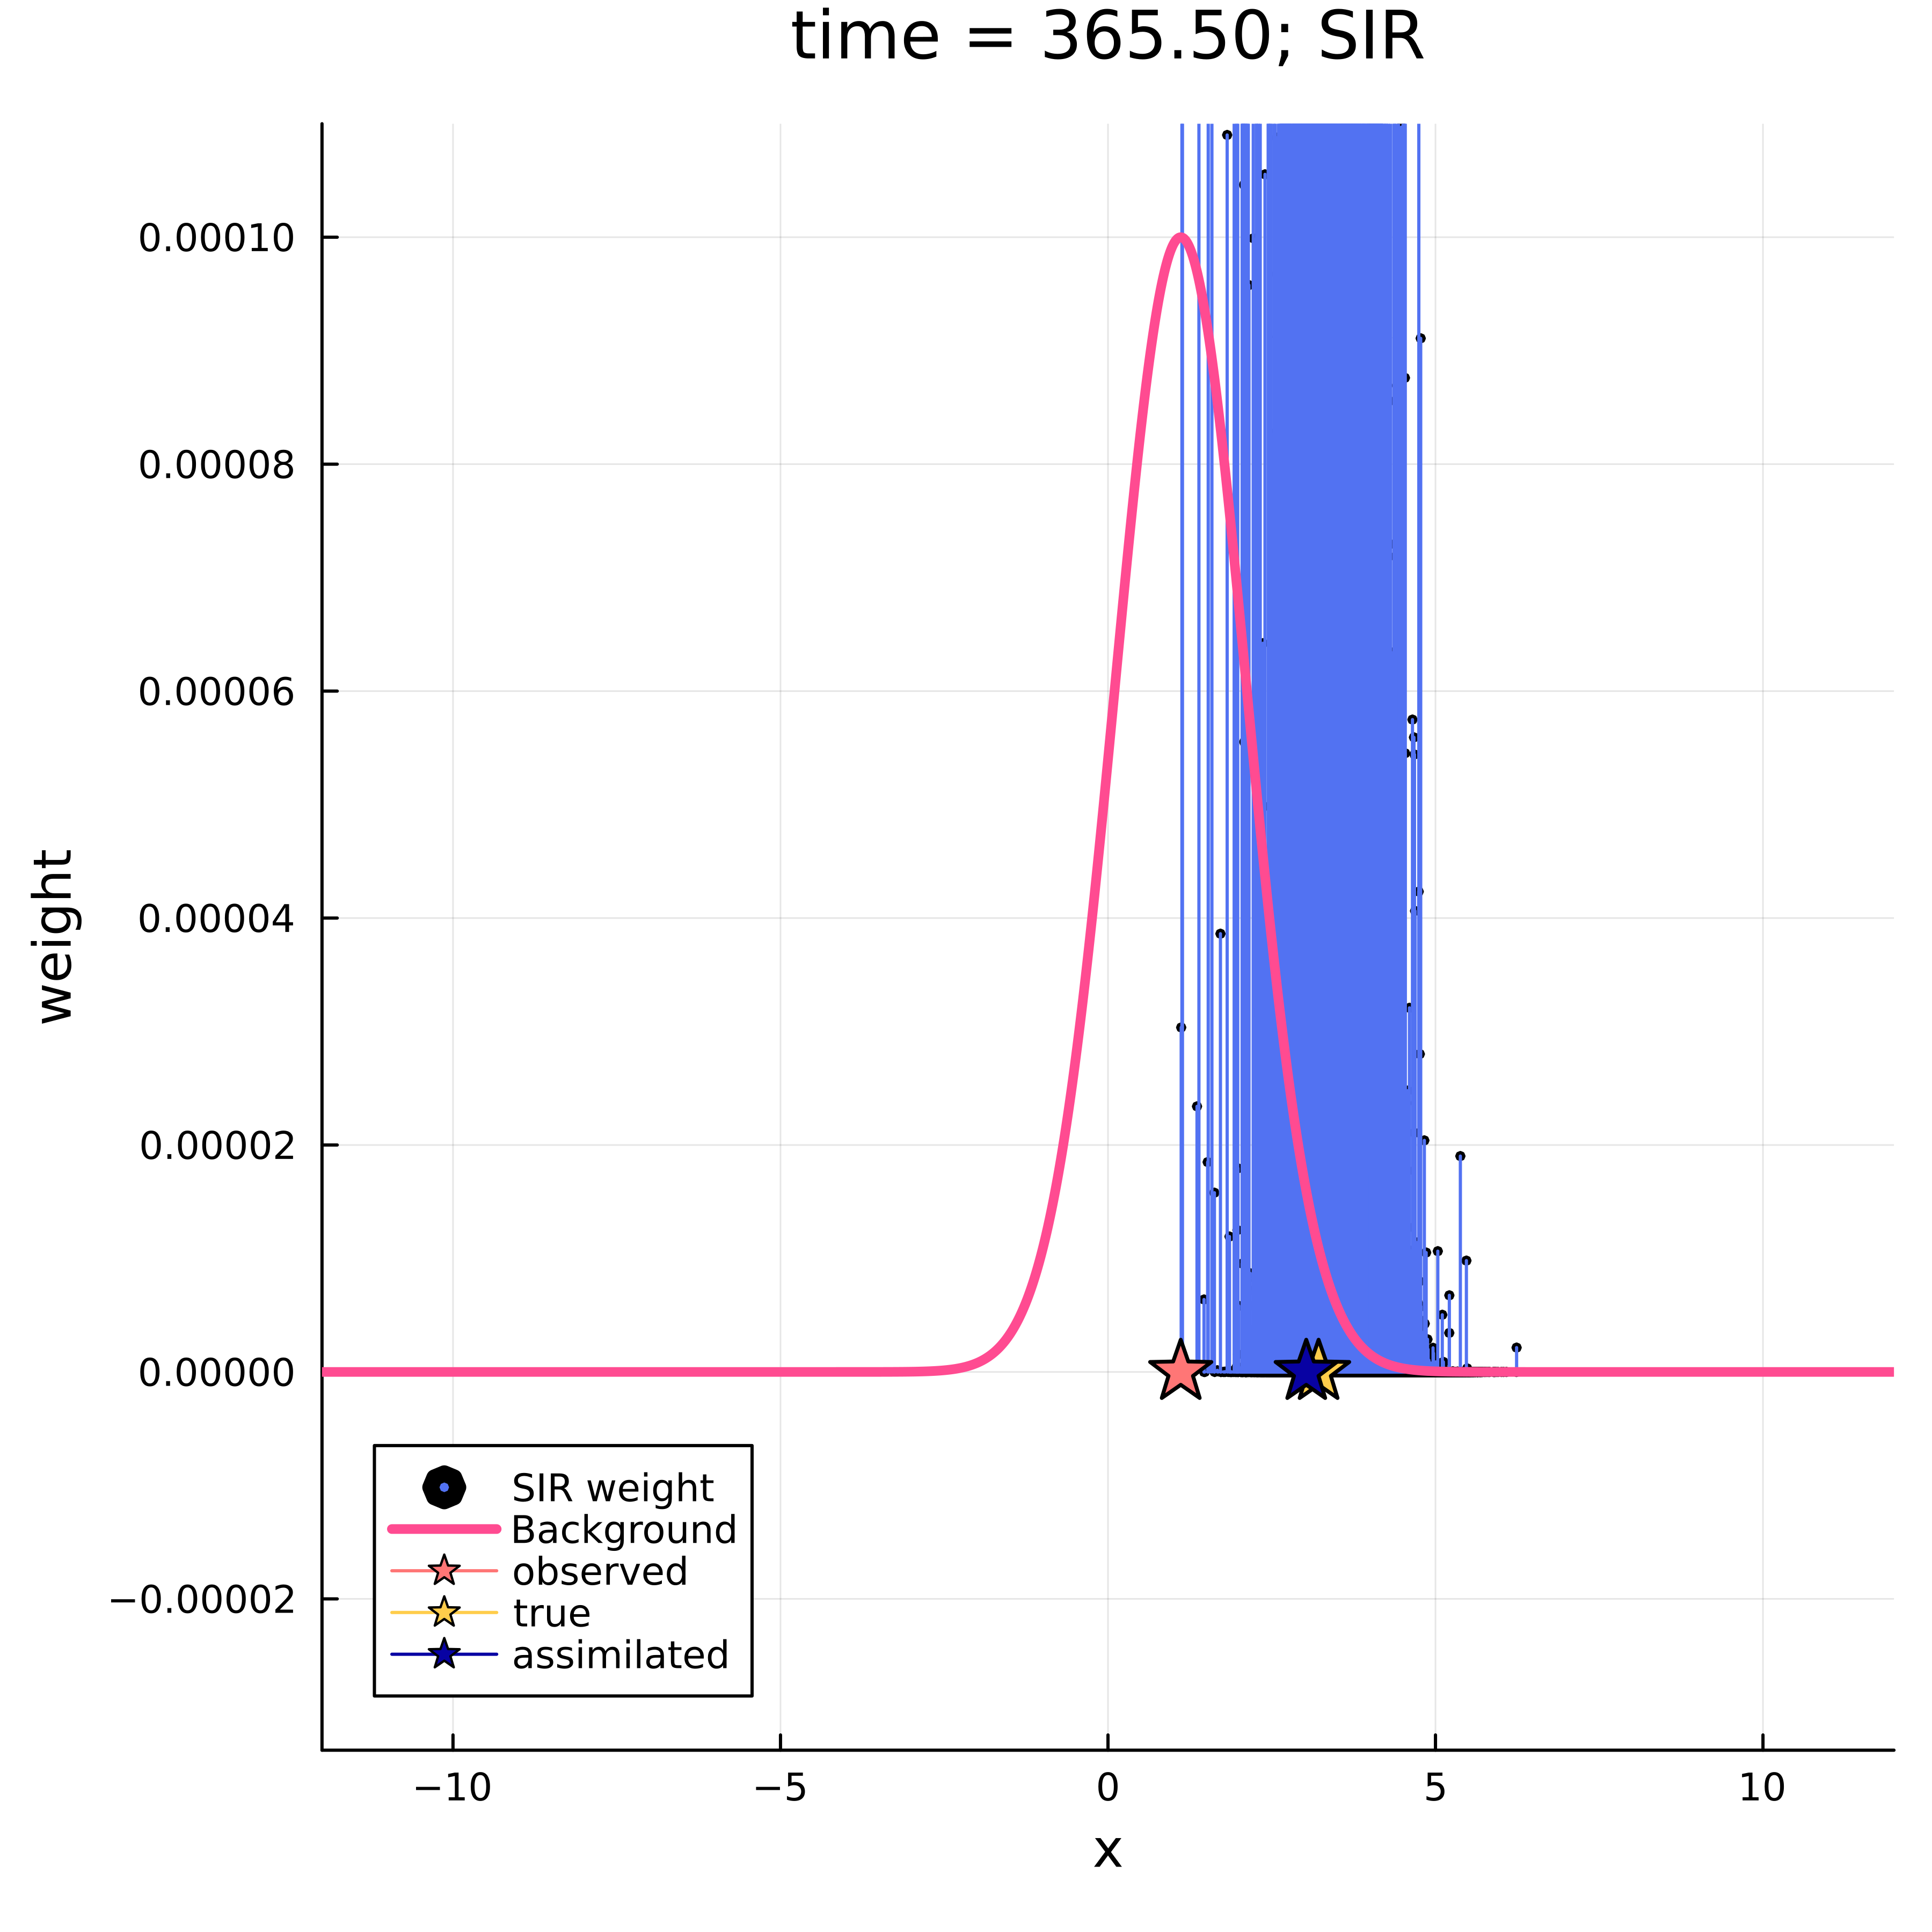 time = 365.50; SIR
0.00010
0.00008
0.00006
0.00004
0.00002
0.00000
−0.00002
weight
SIR weight
Background
observed
true
assimilated
−10 −5 0 5 10
x